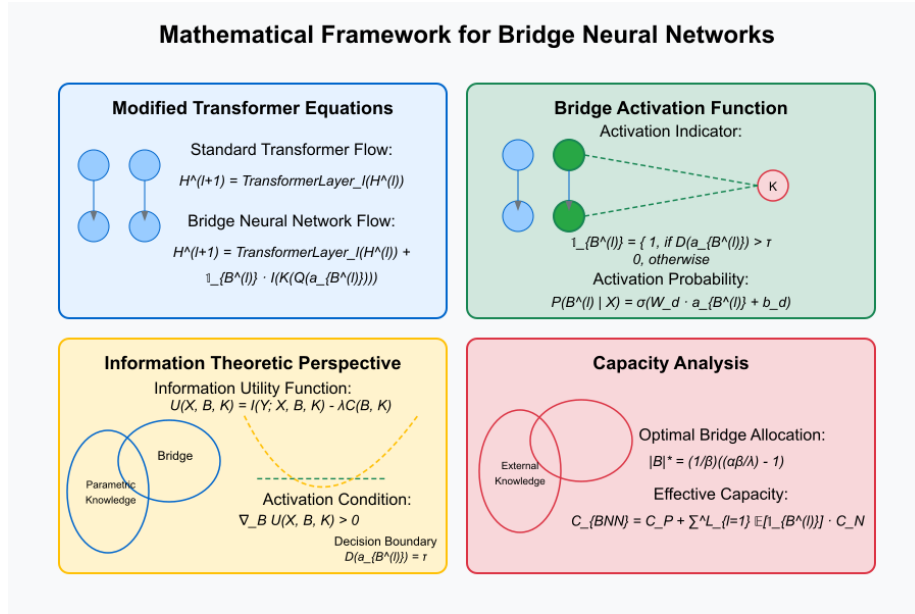 Mathematical Framework for Bridge Neural Networks
Modified Transformer Equations
Standard Transformer Flow:
H^(l+1) = TransformerLayer_l(H^(l))
Bridge Neural Network Flow:
H^(l+1) = TransformerLayer_l(H^(l)) +
𝟙_{B^(l)} · I(K(Q(a_{B^(l)})))
Bridge Activation Function
Activation Indicator:
K
𝟙_{B^(l)} = { 1, if D(a_{B^(l)}) > τ
0, otherwise
Activation Probability:
P(B^(l) | X) = σ(W_d · a_{B^(l)} + b_d)
Information Theoretic Perspective
Information Utility Function:
U(X, B, K) = I(Y; X, B, K) - λC(B, K)
Bridge
Parametric
Knowledge
Activation Condition:
∇_B U(X, B, K) > 0
Decision Boundary
D(a_{B^(l)}) = τ
Capacity Analysis
External
Knowledge
Optimal Bridge Allocation:
|B|* = (1/β)((αβ/λ) - 1)
Effective Capacity:
C_{BNN} = C_P + ∑^L_{l=1} 𝔼[𝟙_{B^(l)}] · C_N